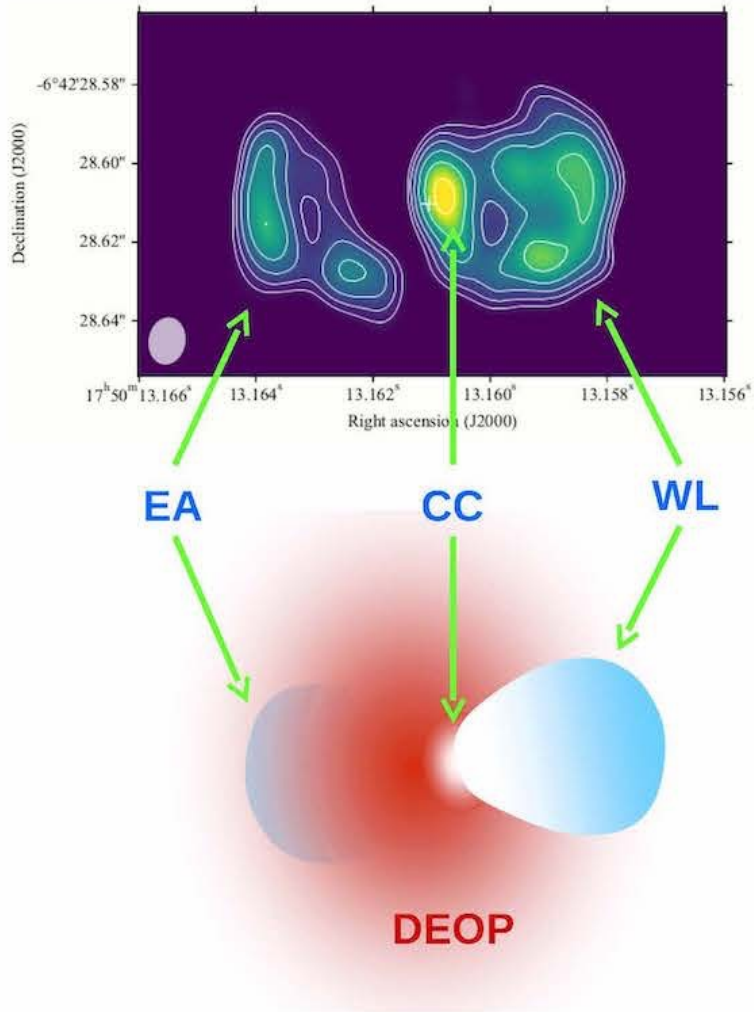 -6°42'28.58"
28.60"
28.62"
28.64"
Declination (J2000)
17ʰ50ᵐ13.166ˢ 13.164ˢ 13.162ˢ 13.160ˢ 13.158ˢ 13.156ˢ
Right ascension (J2000)
EA CC WL
DEOP